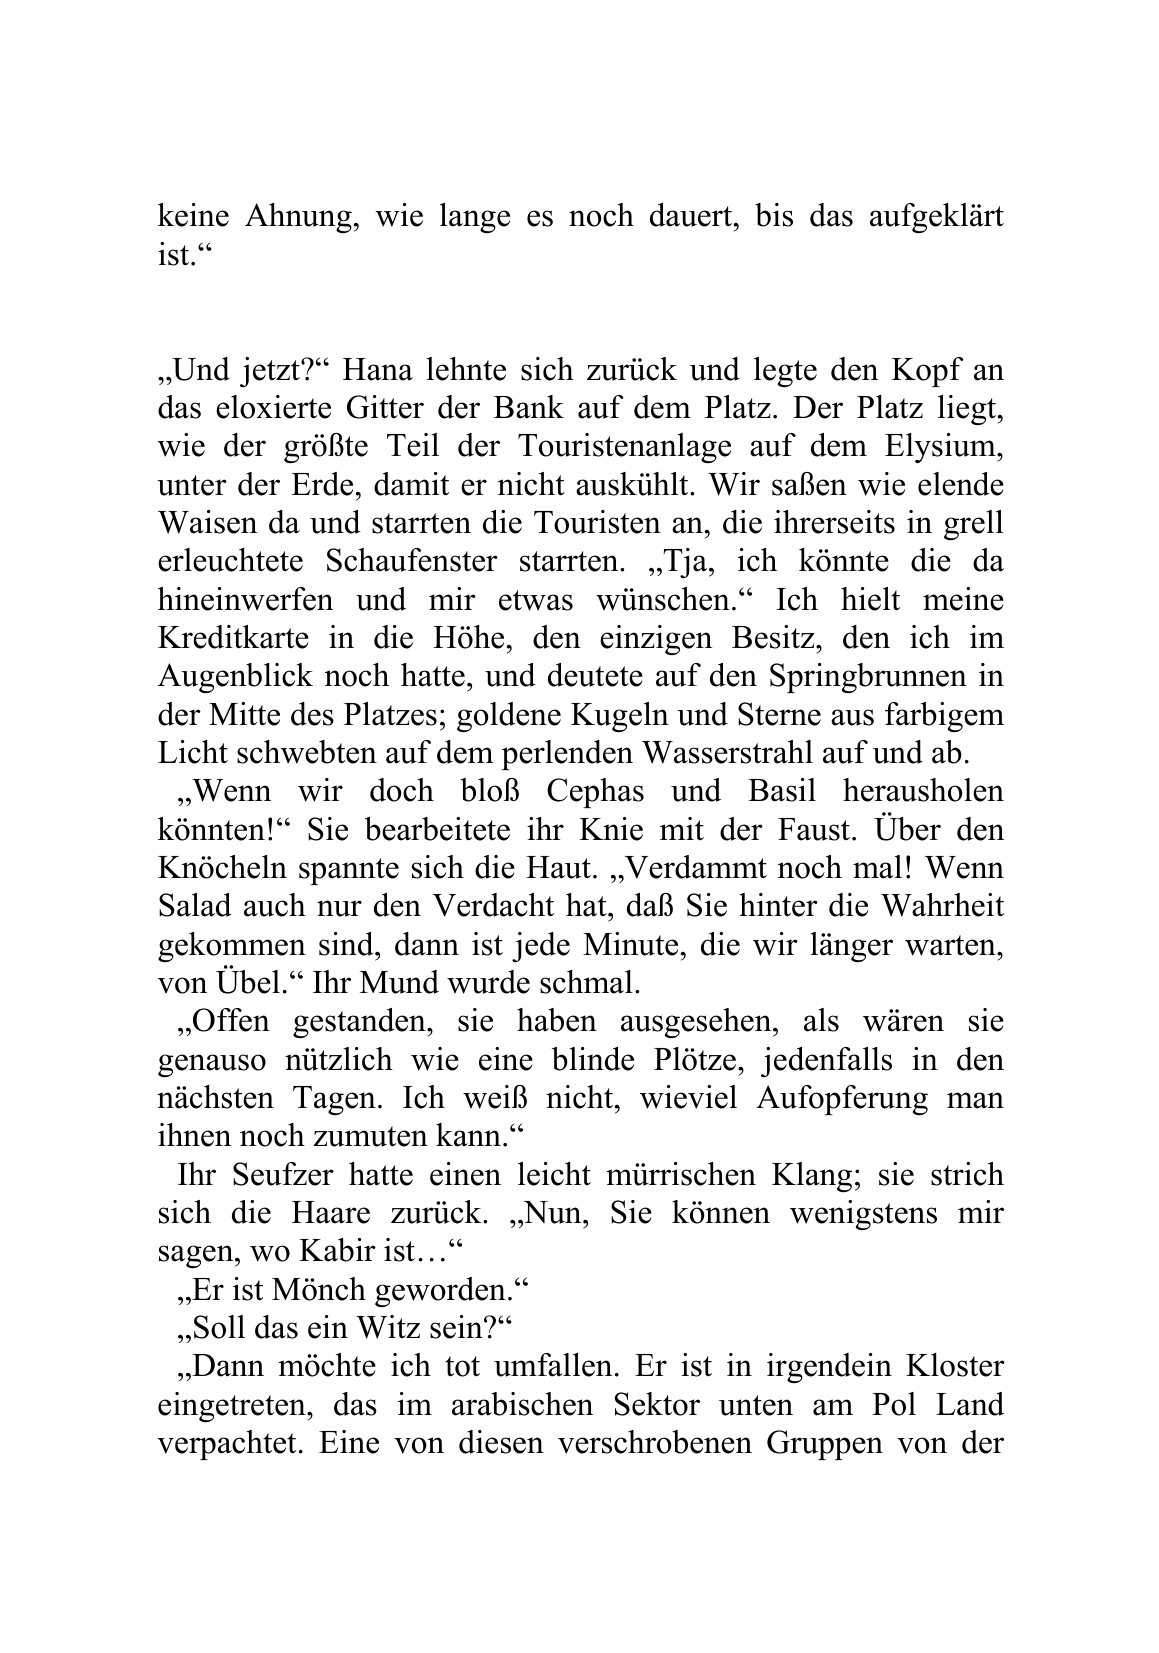 keine Ahnung, wie lange es noch dauert, bis das aufgeklärt
ist.“
„Und jetzt?“ Hana lehnte sich zurück und legte den Kopf an
das eloxierte Gitter der Bank auf dem Platz. Der Platz liegt,
wie der größte Teil der Touristenanlage auf dem Elysium,
unter der Erde, damit er nicht auskühlt. Wir saßen wie elende
Waisen da und starrten die Touristen an, die ihrerseits in grell
erleuchtete Schaufenster starrten. „Tja, ich könnte die da
hineinwerfen und mir etwas wünschen.“ Ich hielt meine
Kreditkarte in die Höhe, den einzigen Besitz, den ich im
Augenblick noch hatte, und deutete auf den Springbrunnen in
der Mitte des Platzes; goldene Kugeln und Sterne aus farbigem
Licht schwebten auf dem perlenden Wasserstrahl auf und ab.
„Wenn wir doch bloß Cephas und Basil herausholen
könnten!“ Sie bearbeitete ihr Knie mit der Faust. Über den
Knöcheln spannte sich die Haut. „Verdammt noch mal! Wenn
Salad auch nur den Verdacht hat, daß Sie hinter die Wahrheit
gekommen sind, dann ist jede Minute, die wir länger warten,
von Übel.“ Ihr Mund wurde schmal.
„Offen gestanden, sie haben ausgesehen, als wären sie
genauso nützlich wie eine blinde Plötze, jedenfalls in den
nächsten Tagen. Ich weiß nicht, wieviel Aufopferung man
ihnen noch zumuten kann.“
Ihr Seufzer hatte einen leicht mürrischen Klang; sie strich
sich die Haare zurück. „Nun, Sie können wenigstens mir
sagen, wo Kabir ist…“
„Er ist Mönch geworden.“
„Soll das ein Witz sein?“
„Dann möchte ich tot umfallen. Er ist in irgendein Kloster
eingetreten, das im arabischen Sektor unten am Pol Land
verpachtet. Eine von diesen verschrobenen Gruppen von der